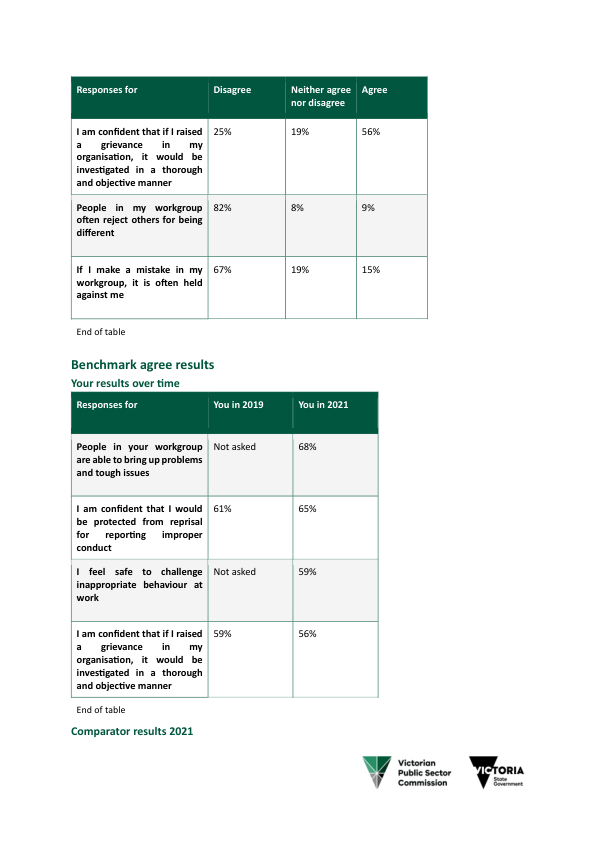 Responses for Disagree Neither agree Agree
nor disagree
I am confident that if I raised 25% 19% 56%
a grievance in my
organisation, it would be
investigated in a thorough
and objective manner
People in my workgroup 82% 8% 9%
often reject others for being
different
If I make a mistake in my 67% 19% 15%
workgroup, it is often held
against me
End of table
Benchmark agree results
Your results over time
Responses for You in 2019 You in 2021
People in your workgroup Not asked 68%
are able to bring up problems
and tough issues
I am confident that I would 61% 65%
be protected from reprisal
for reporting improper
conduct
I feel safe to challenge Not asked 59%
inappropriate behaviour at
work
I am confident that if I raised 59% 56%
a grievance in my
organisation, it would be
investigated in a thorough
and objective manner
End of table
Comparator results 2021
Victorian
Public Sector
Commission
VICTORIA
State
Government